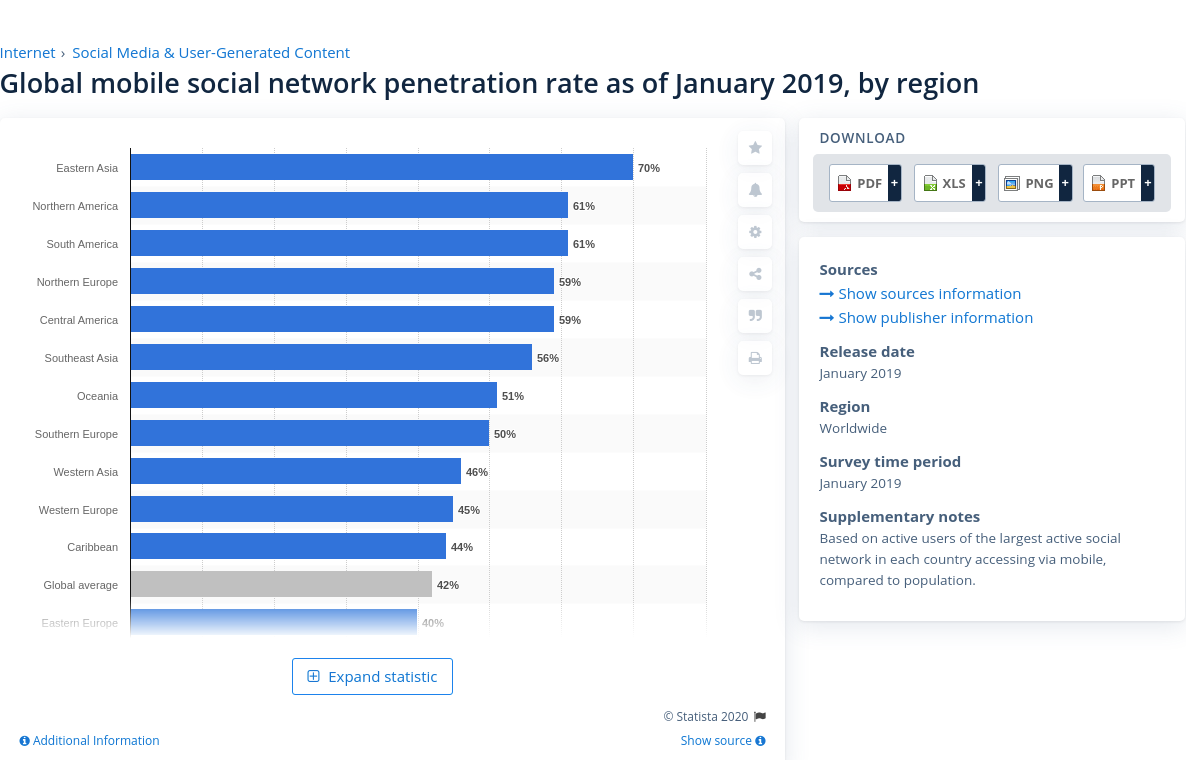 Internet › Social Media & User-Generated Content
Global mobile social network penetration rate as of January 2019, by region
Eastern Asia 70%
Northern America 61%
South America 61%
Northern Europe 59%
Central America 59%
Southeast Asia 56%
Oceania 51%
Southern Europe 50%
Western Asia 46%
Western Europe 45%
Caribbean 44%
Global average 42%
Eastern Europe 40%
Expand statistic
© Statista 2020
Additional Information
Show source
DOWNLOAD
PDF + XLS + PNG + PPT +
Sources
Show sources information
Show publisher information
Release date
January 2019
Region
Worldwide
Survey time period
January 2019
Supplementary notes
Based on active users of the largest active social
network in each country accessing via mobile,
compared to population.